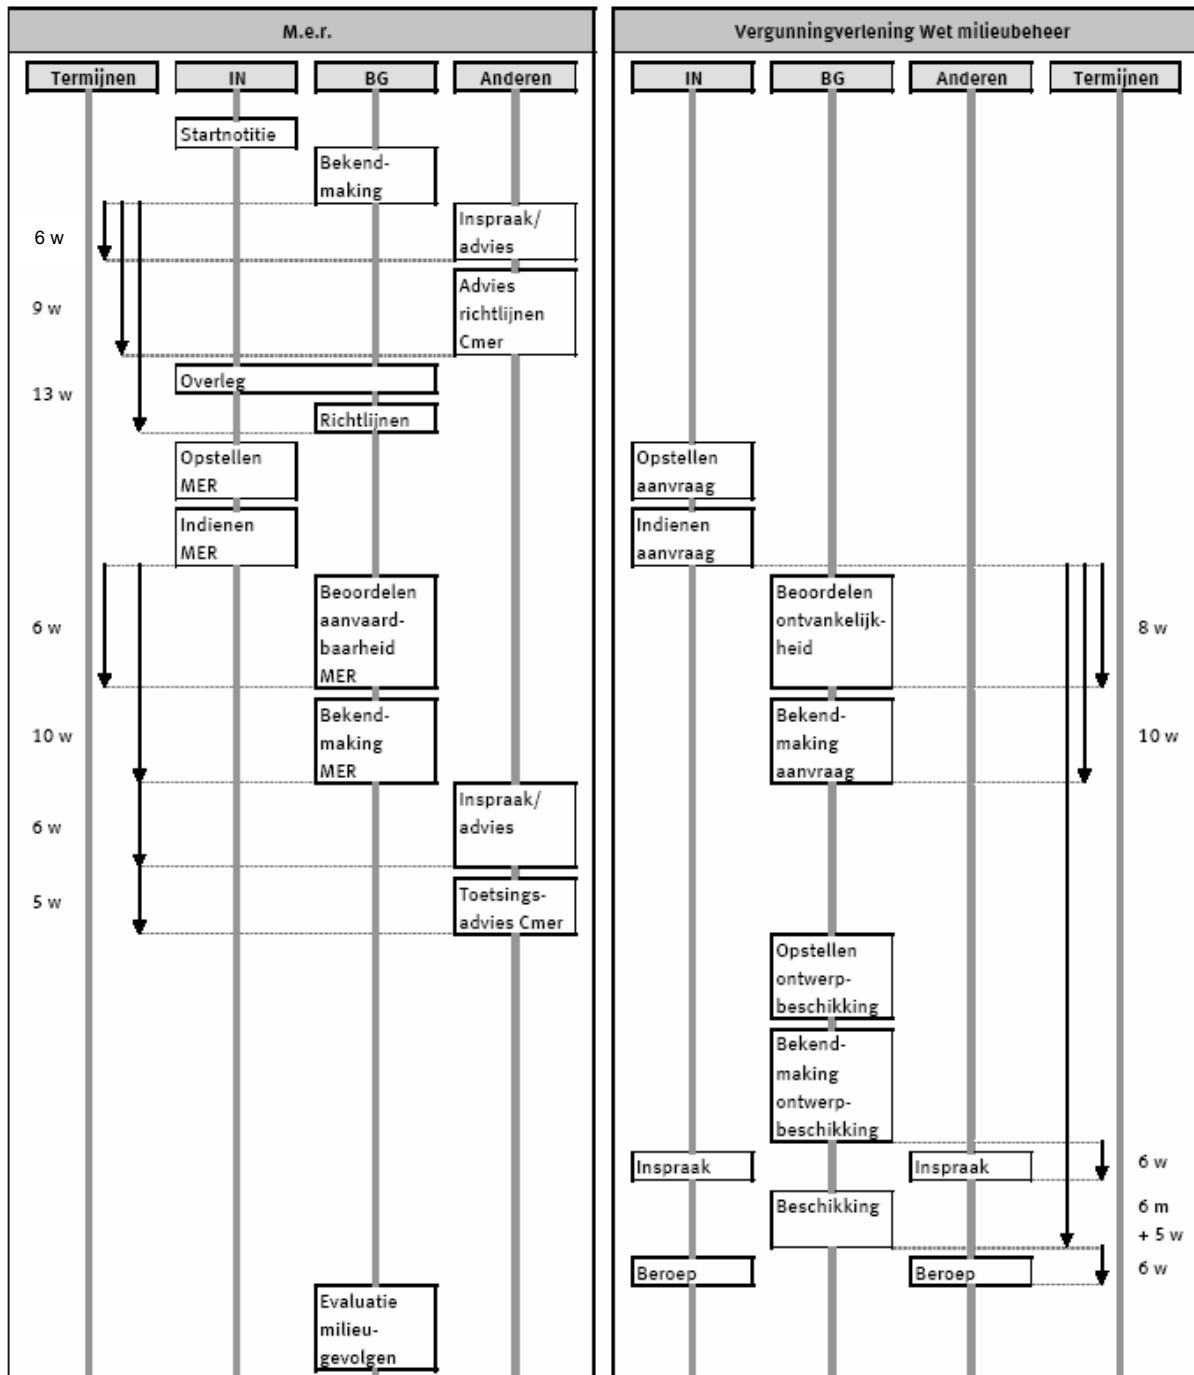 M.e.r.
Vergunningverlening Wet milieubeheer
Termijnen
IN
BG
Anderen
IN
BG
Anderen
Termijnen
Startnotitie
Bekend-
making
6 w
Inspraak/
advies
9 w
Advies
richtlijnen
Cmer
Overleg
13 w
Richtlijnen
Opstellen
MER
Opstellen
aanvraag
Indienen
MER
Indienen
aanvraag
6 w
Beoordelen
aanvaard-
baarheid
MER
Beoordelen
ontvankelijk-
heid
8 w
10 w
Bekend-
making
MER
Bekend-
making
aanvraag
10 w
6 w
Inspraak/
advies
5 w
Toetsings-
advies Cmer
Opstellen
ontwerp-
beschikking
Bekend-
making
ontwerp-
beschikking
Inspraak
Inspraak
6 w
Beschikking
6 m
+ 5 w
Beroep
Beroep
6 w
Evaluatie
milieu-
gevolgen